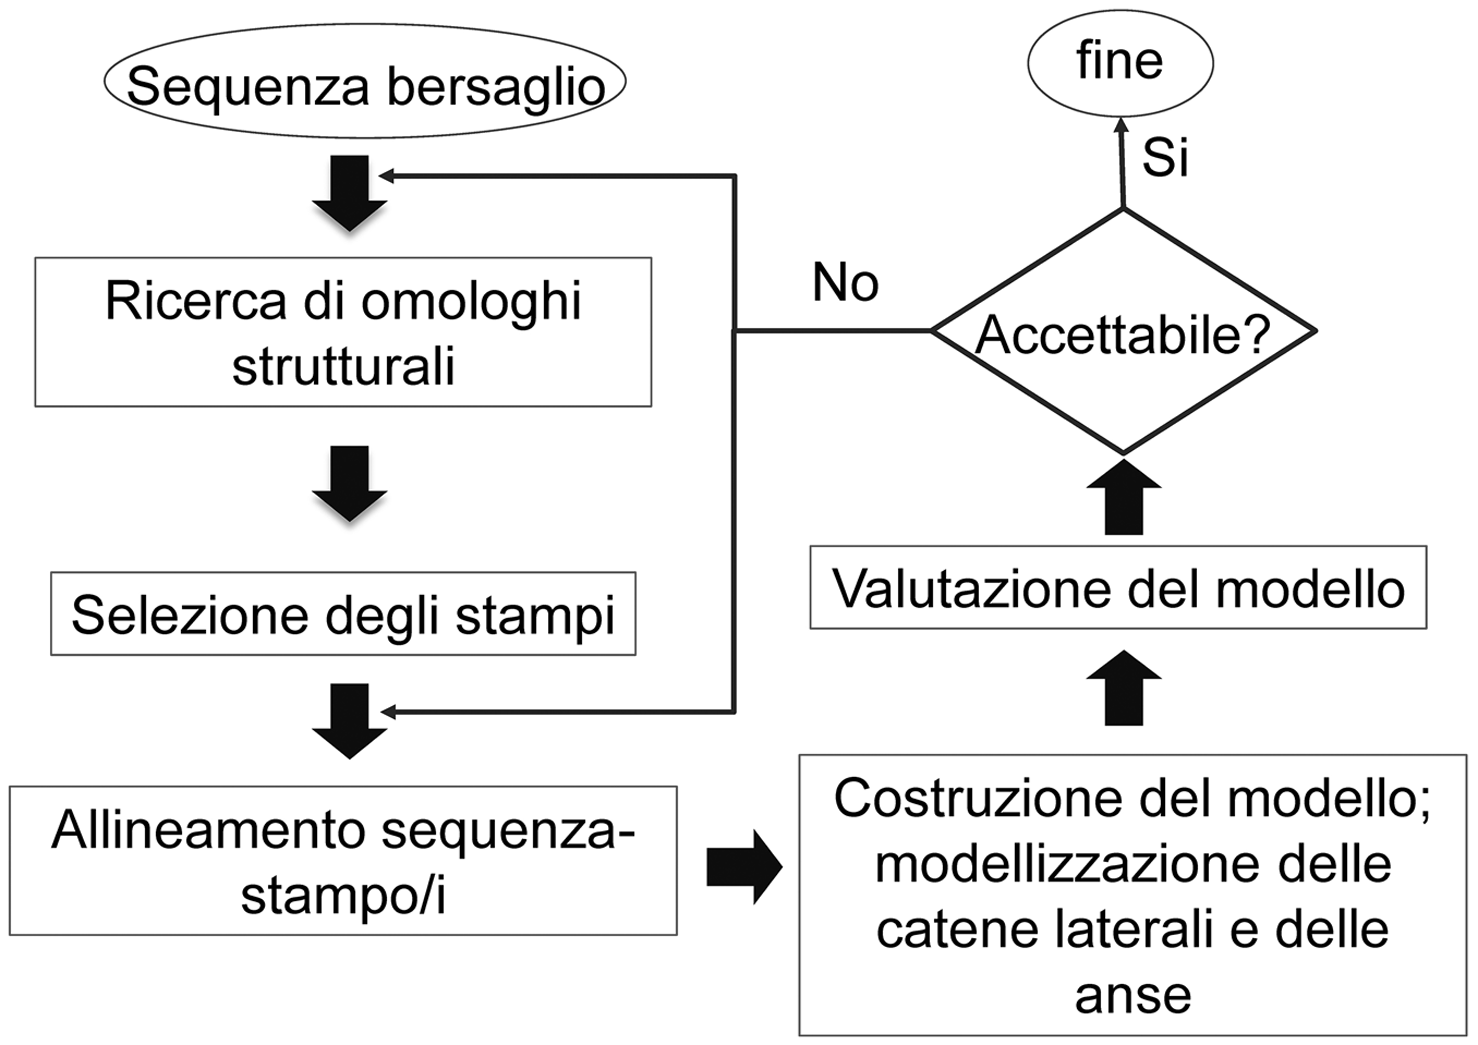 Sequenza bersaglio
Ricerca di omologhi
strutturali
Selezione degli stampi
Allineamento sequenza-
stampo/i
Costruzione del modello;
modellizzazione delle
catene laterali e delle
anse
Valutazione del modello
Accettabile?
No
Si
fine